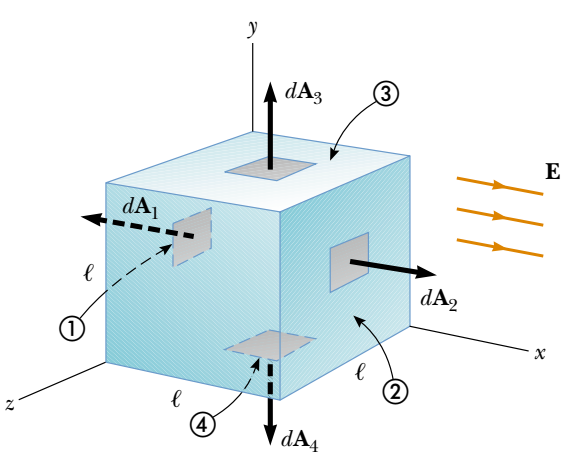 y
dA₃
③
E
dA₁
ℓ
dA₂
①
x
ℓ
②
z
ℓ
④
dA₄